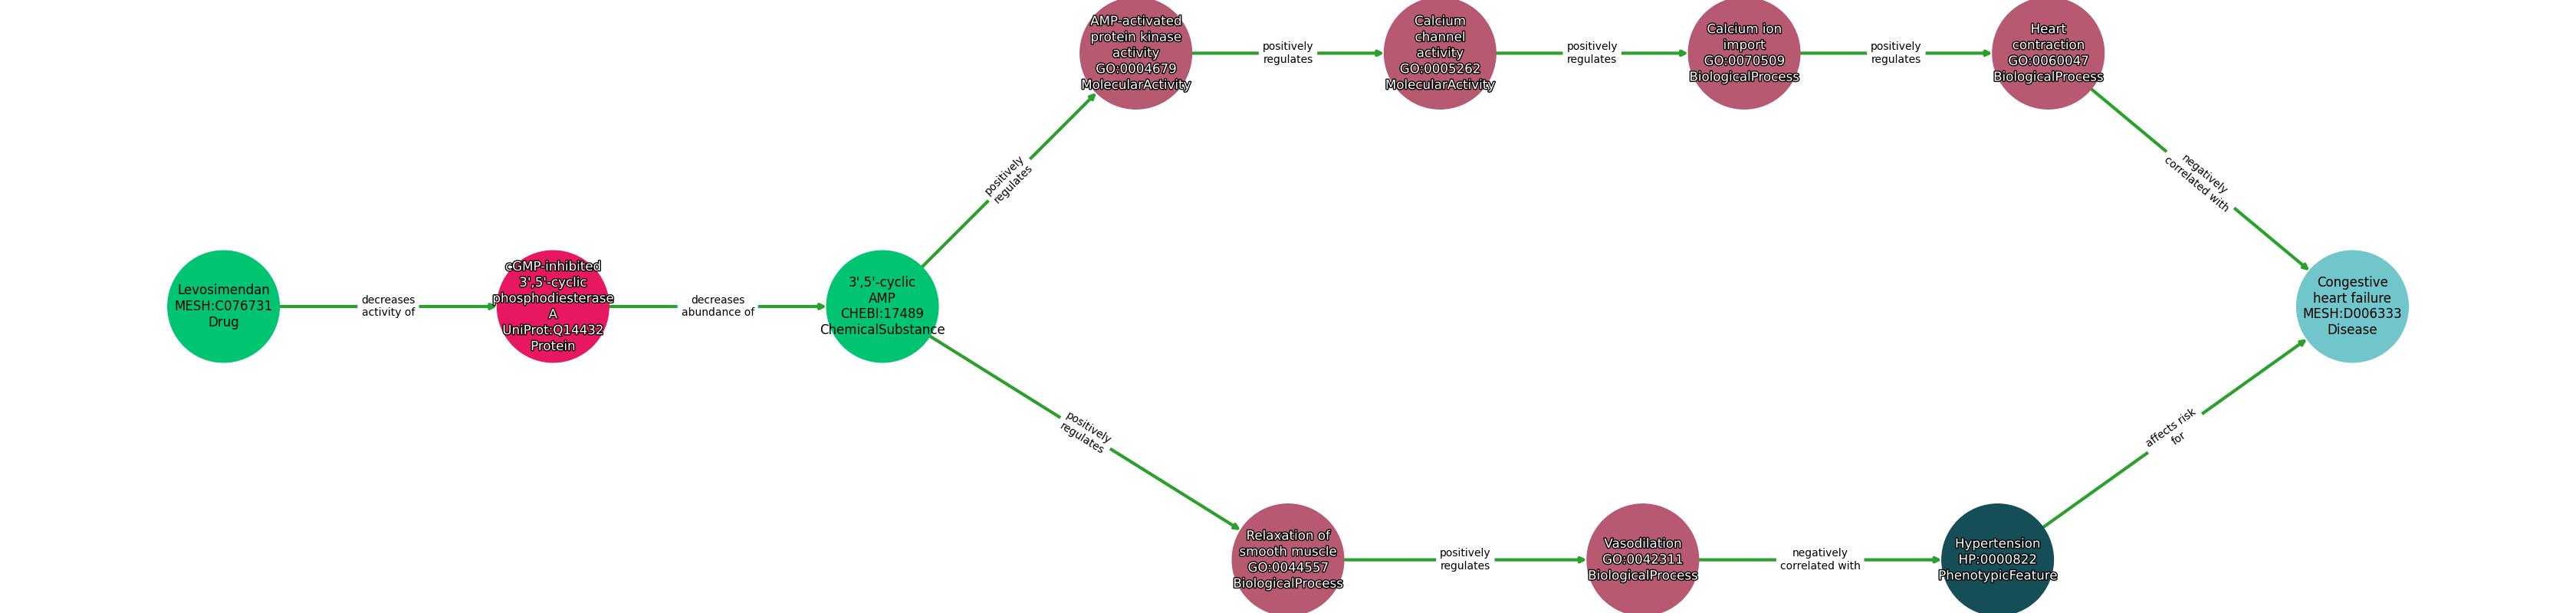 AMP-activated
protein kinase
activity
GO:0004679
MolecularActivity
positively
regulates
Calcium
channel
activity
GO:0005262
MolecularActivity
positively
regulates
Calcium ion
import
GO:0070509
BiologicalProcess
positively
regulates
Heart
contraction
GO:0060047
BiologicalProcess
positively
regulates
negatively
correlated with
Levosimendan
MESH:C076731
Drug
decreases
activity of
cGMP-inhibited
3',5'-cyclic
phosphodiesterase
A
UniProt:Q14432
Protein
decreases
abundance of
3',5'-cyclic
AMP
CHEBI:17489
ChemicalSubstance
Congestive
heart failure
MESH:D006333
Disease
positively
regulates
affects risk
for
Relaxation of
smooth muscle
GO:0044557
BiologicalProcess
positively
regulates
Vasodilation
GO:0042311
BiologicalProcess
negatively
correlated with
Hypertension
HP:0000822
PhenotypicFeature